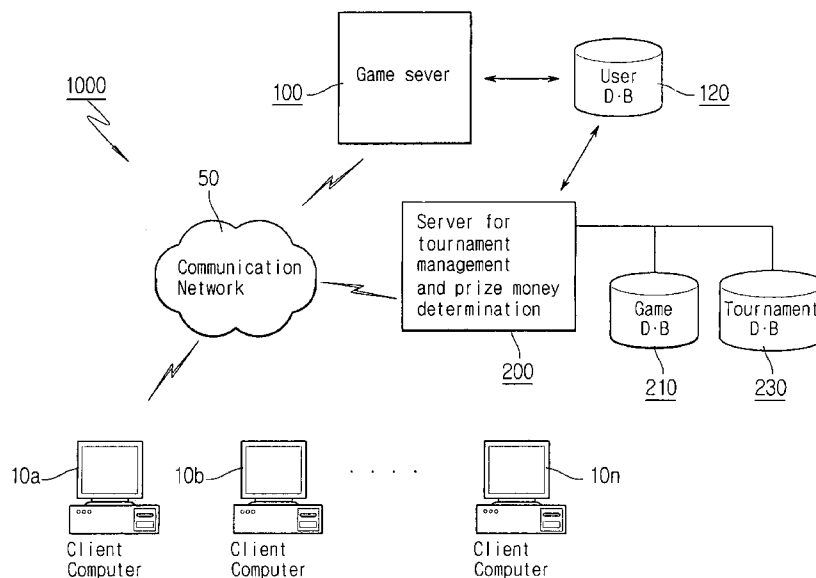 1000
Game sever
100
User
D·B
120
50
Communication
Network
Server for
tournament
management
and prize money
determination
200
Game
D·B
210
Tournament
D·B
230
10a
10b
· · · ·
10n
Client
Computer
Client
Computer
Client
Computer